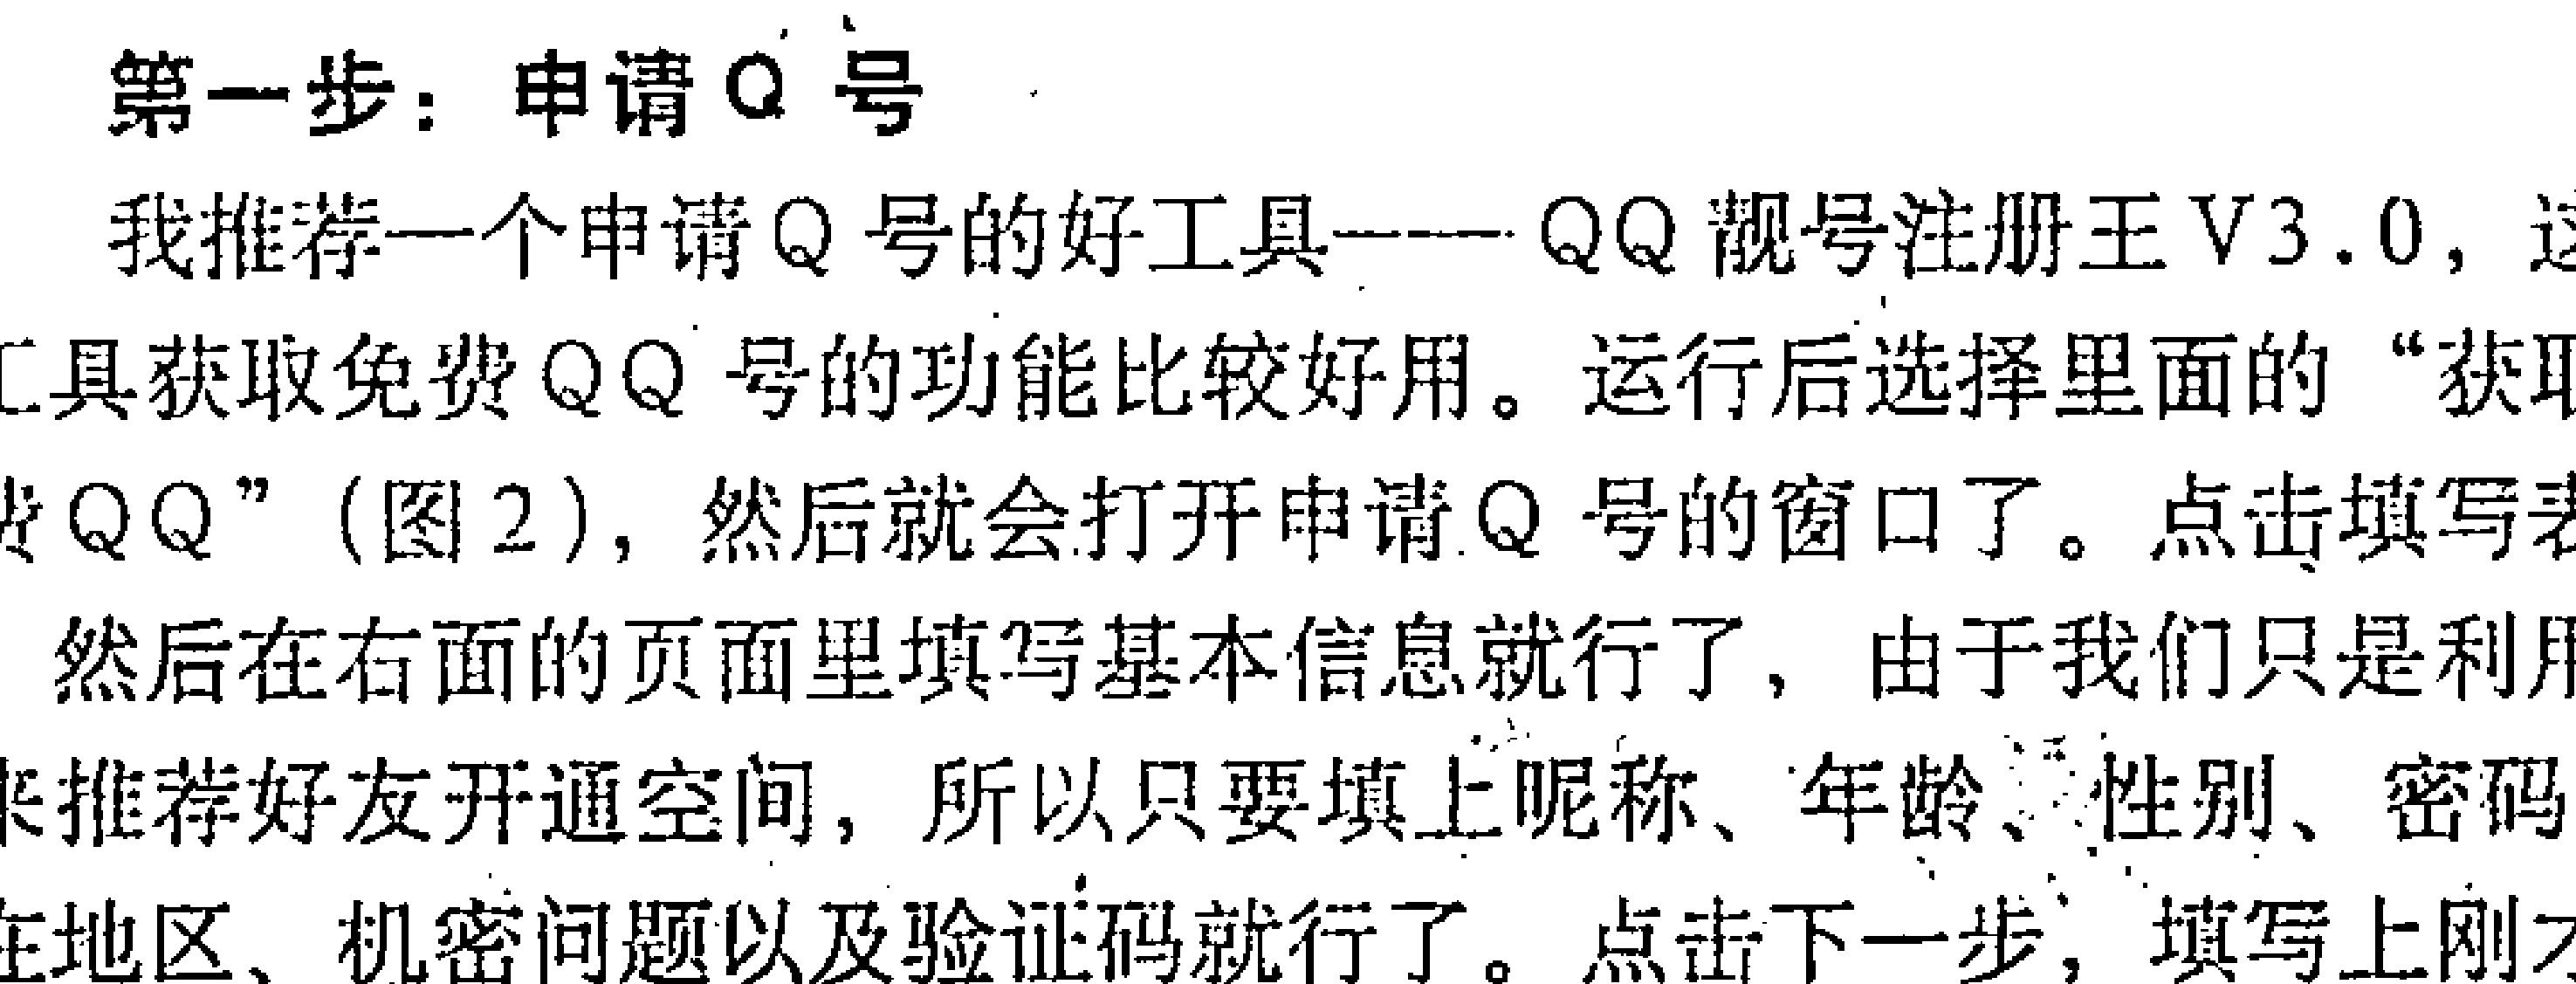 第一步：申请Q号
我推荐一个申请Q号的好工具——QQ靓号注册王V3.0，这
工具获取免费QQ号的功能比较好用。运行后选择里面的“获取
费QQ”（图2），然后就会打开申请Q号的窗口了。点击填写表
然后在右面的页面里填写基本信息就行了，由于我们只是利用
来推荐好友开通空间，所以只要填上昵称、年龄、性别、密码
在地区、机密问题以及验证码就行了。点击下一步，填写上刚才